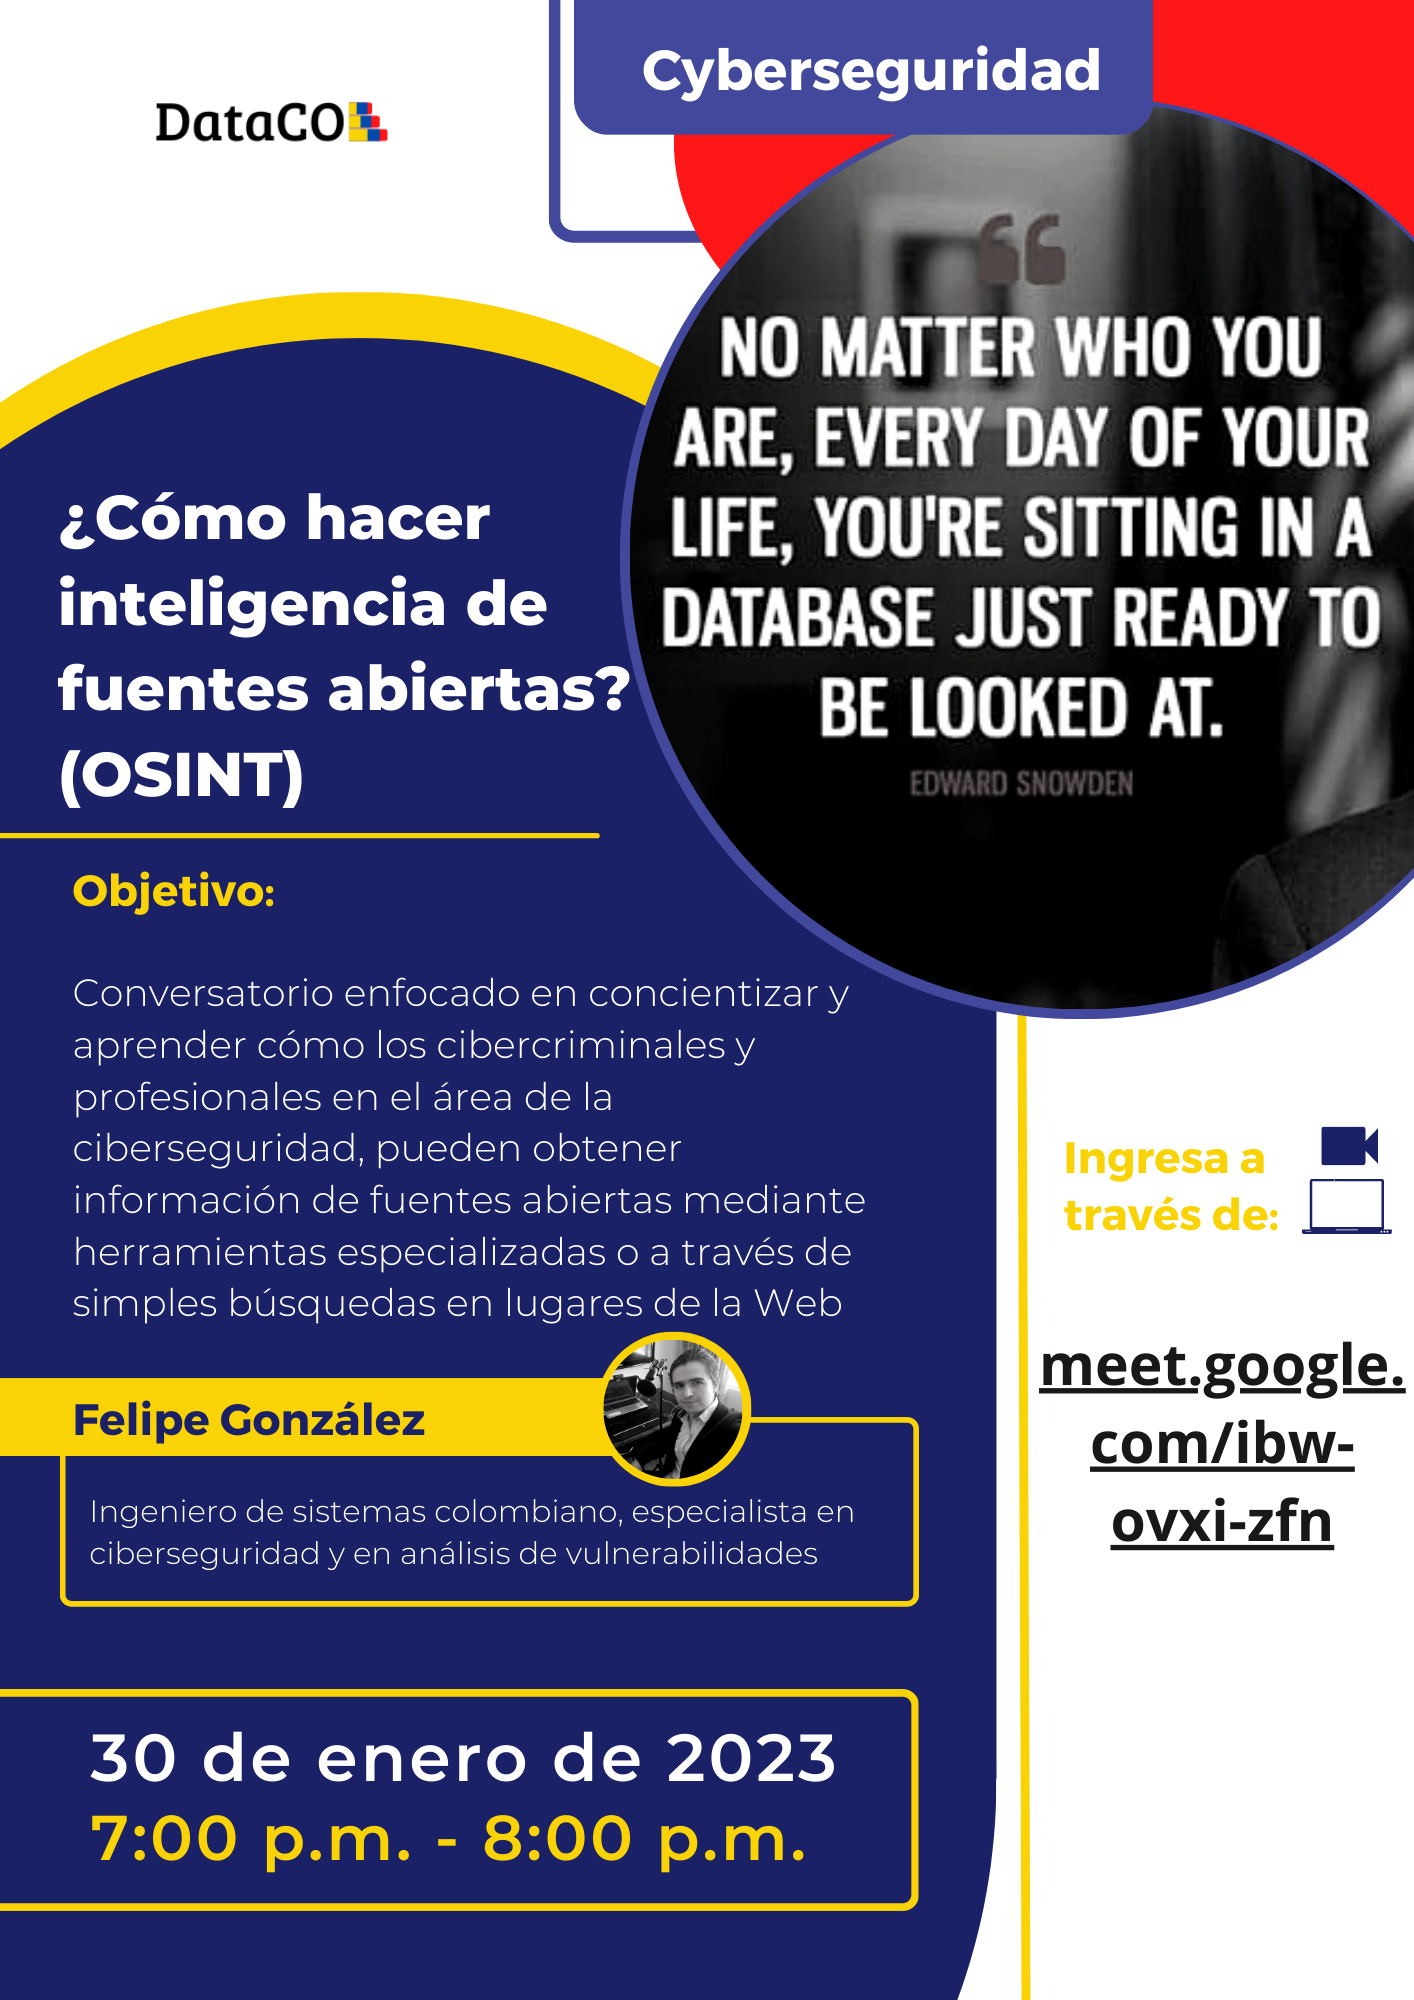 Cyberseguridad
DataCO
“
NO MATTER WHO YOU
ARE, EVERY DAY OF YOUR
LIFE, YOU'RE SITTING IN A
DATABASE JUST READY TO
BE LOOKED AT.
EDWARD SNOWDEN
¿Cómo hacer
inteligencia de
fuentes abiertas?
(OSINT)
Objetivo:
Conversatorio enfocado en concientizar y
aprender cómo los cibercriminales y
profesionales en el área de la
ciberseguridad, pueden obtener
información de fuentes abiertas mediante
herramientas especializadas o a través de
simples búsquedas en lugares de la Web
Felipe González
Ingeniero de sistemas colombiano, especialista en
ciberseguridad y en análisis de vulnerabilidades
30 de enero de 2023
7:00 p.m. - 8:00 p.m.
Ingresa a
través de:
meet.google.
com/ibw-
ovxi-zfn